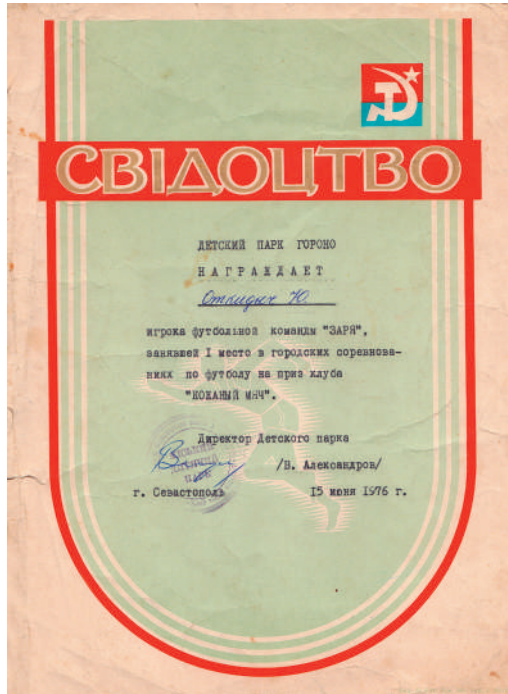 СВІДОЦТВО
ДЕТСКИЙ ПАРК ГОРОНО
НАГРАЖДАЕТ
Откидыч Ю.
игрока футбольной команды "ЗАРЯ",
занявшей I место в городских соревнова-
ниях по футболу на приз клуба
"КОЖАНЫЙ МЯЧ".
Директор Детского парка
/В. Александров/
г. Севастополь
15 июня 1976 г.